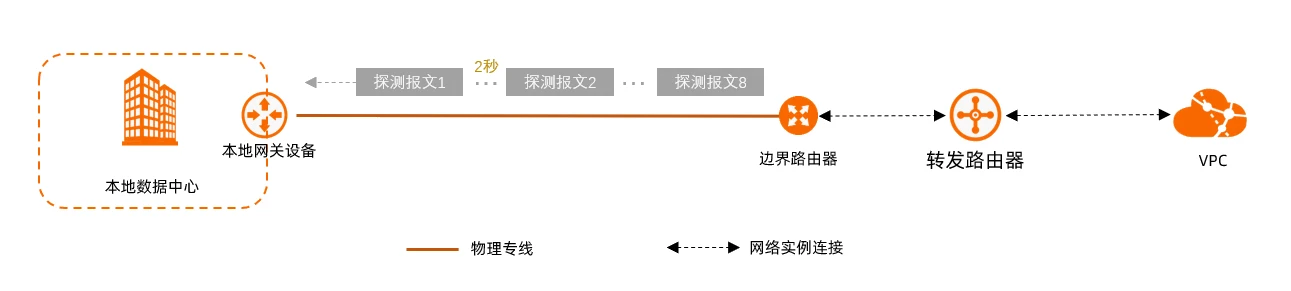 2秒
探测报文1 ··· 探测报文2 ··· 探测报文8
本地网关设备
边界路由器
转发路由器
VPC
本地数据中心
物理专线
网络实例连接